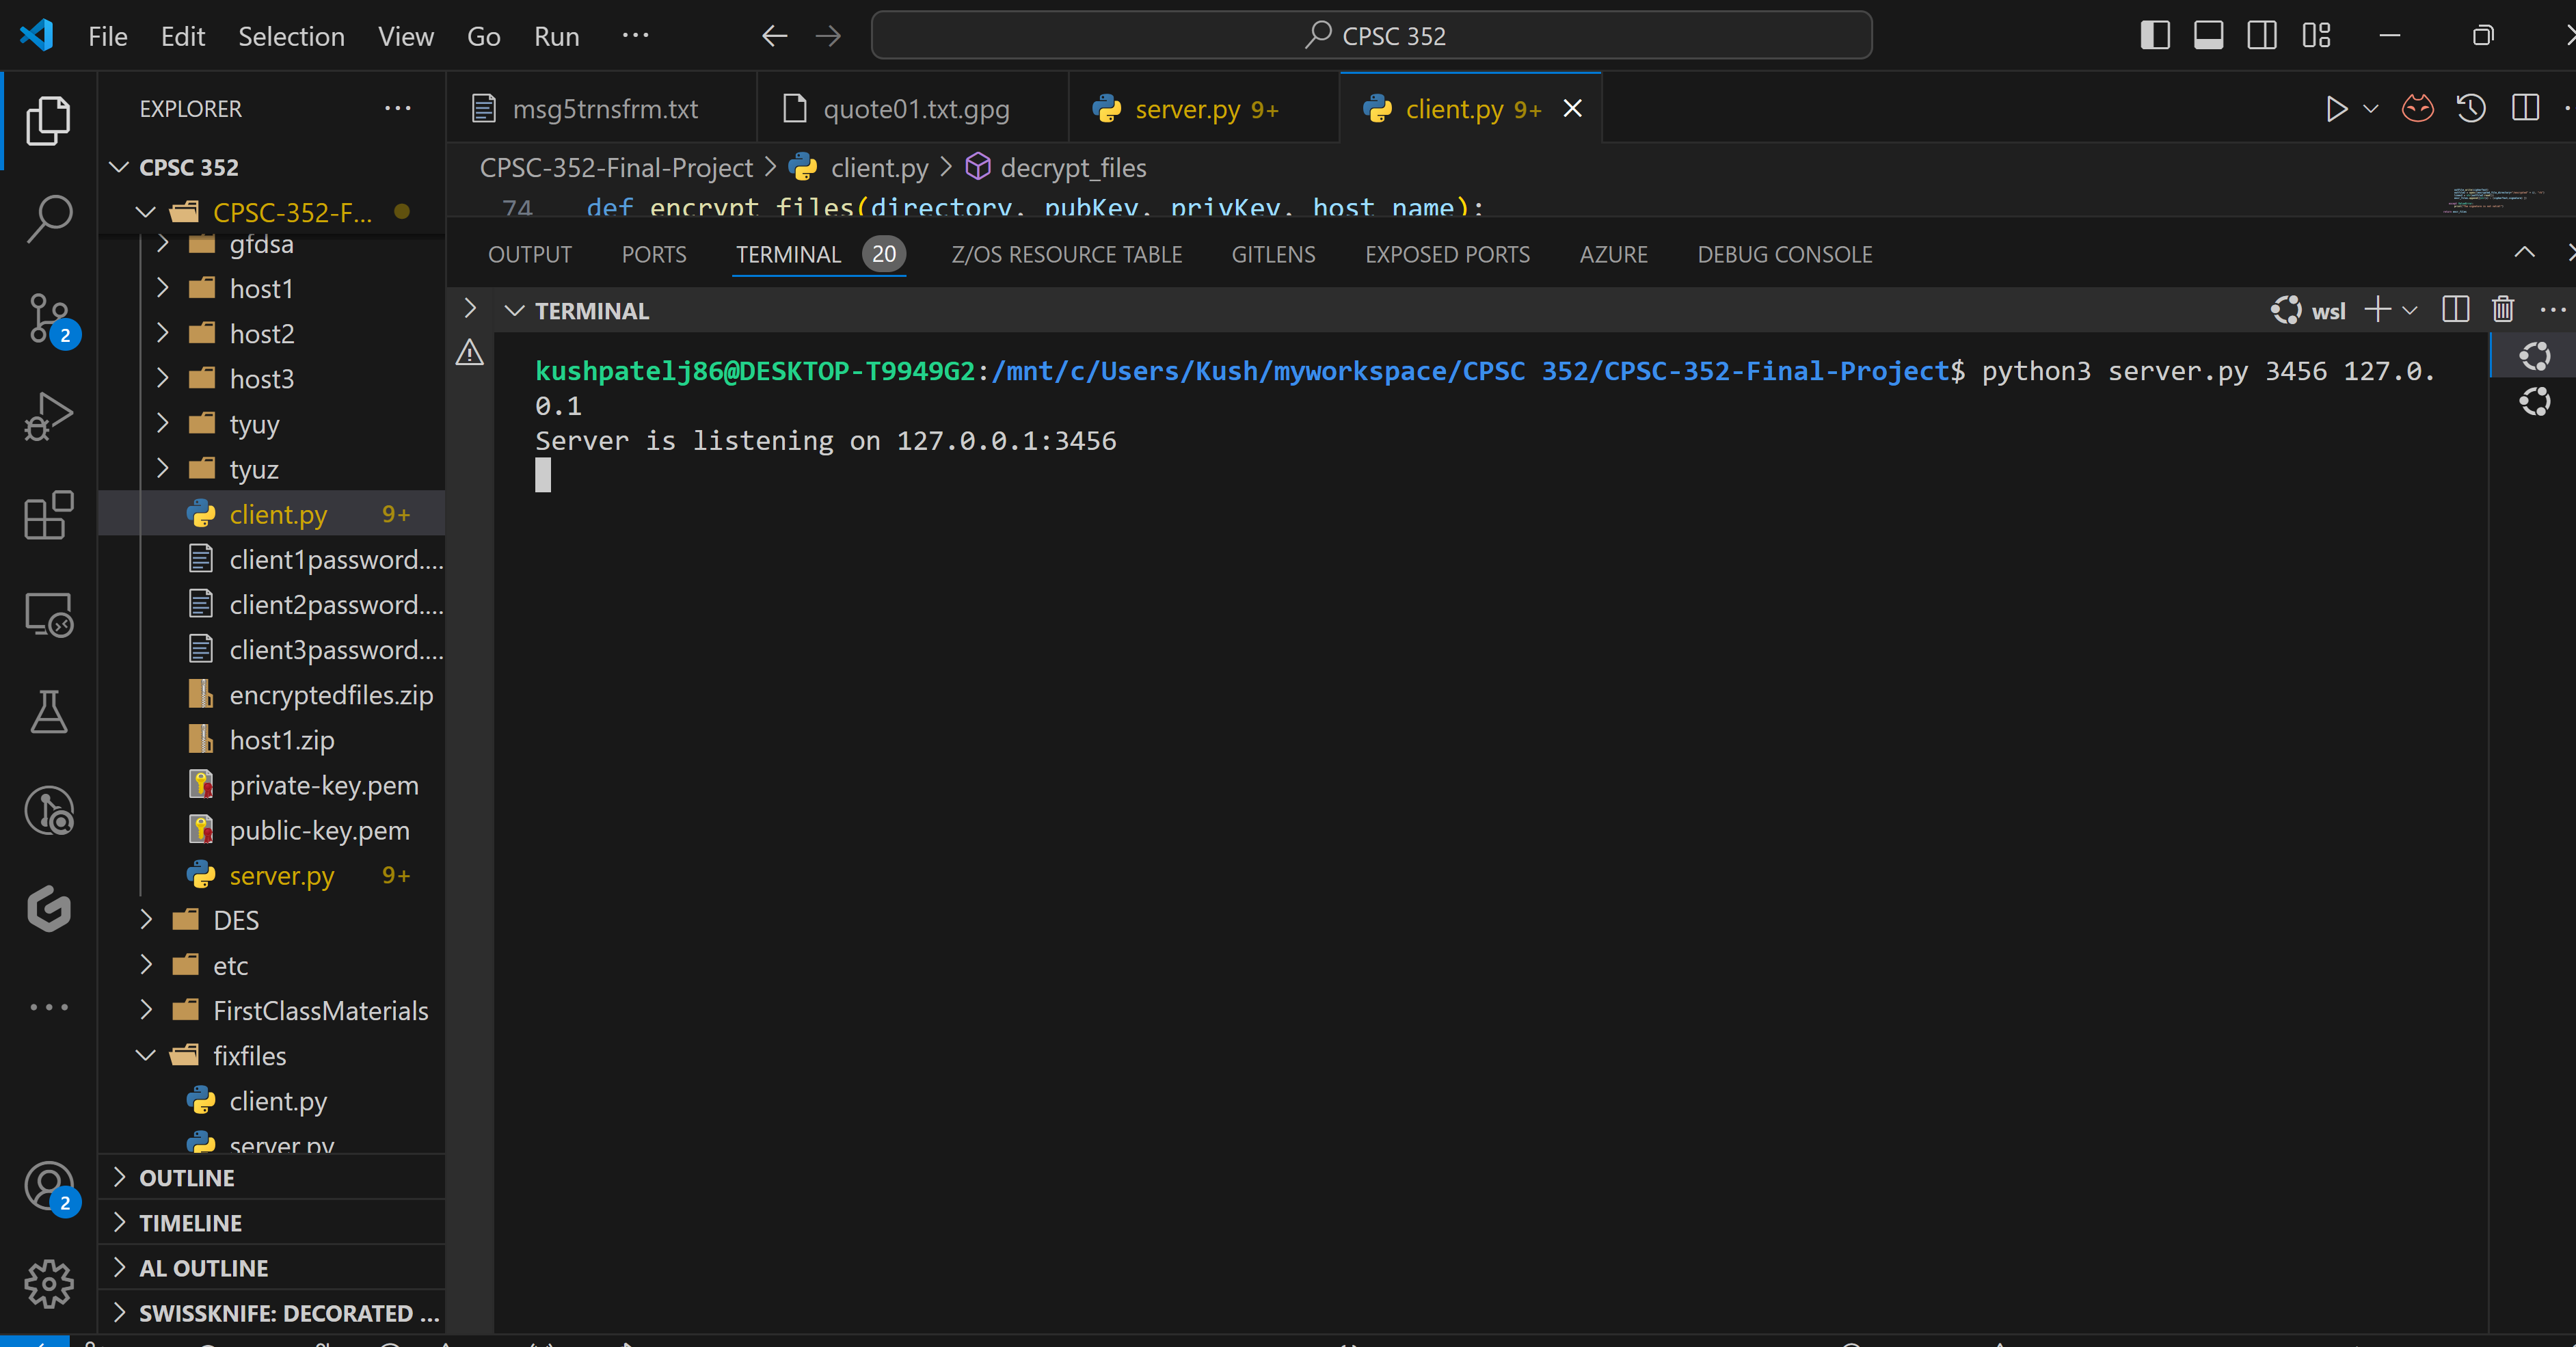 File Edit Selection View Go Run ···
CPSC 352
EXPLORER ···
CPSC 352
CPSC-352-F...
gfdsa
host1
host2
host3
tyuy
tyuz
client.py 9+
client1password....
client2password....
client3password....
encryptedfiles.zip
host1.zip
private-key.pem
public-key.pem
server.py 9+
DES
etc
FirstClassMaterials
fixfiles
client.py
server.py
OUTLINE
TIMELINE
AL OUTLINE
SWISSKNIFE: DECORATED ...
2
2
msg5trnsfrm.txt quote01.txt.gpg server.py 9+ client.py 9+
CPSC-352-Final-Project > client.py > decrypt_files
74 def encrypt_files(directory, pubKey, privKey, host_name):
OUTPUT PORTS TERMINAL 20 Z/OS RESOURCE TABLE GITLENS EXPOSED PORTS AZURE DEBUG CONSOLE
TERMINAL wsl
kushpatelj86@DESKTOP-T9949G2:/mnt/c/Users/Kush/myworkspace/CPSC 352/CPSC-352-Final-Project$ python3 server.py 3456 127.0.
0.1
Server is listening on 127.0.0.1:3456